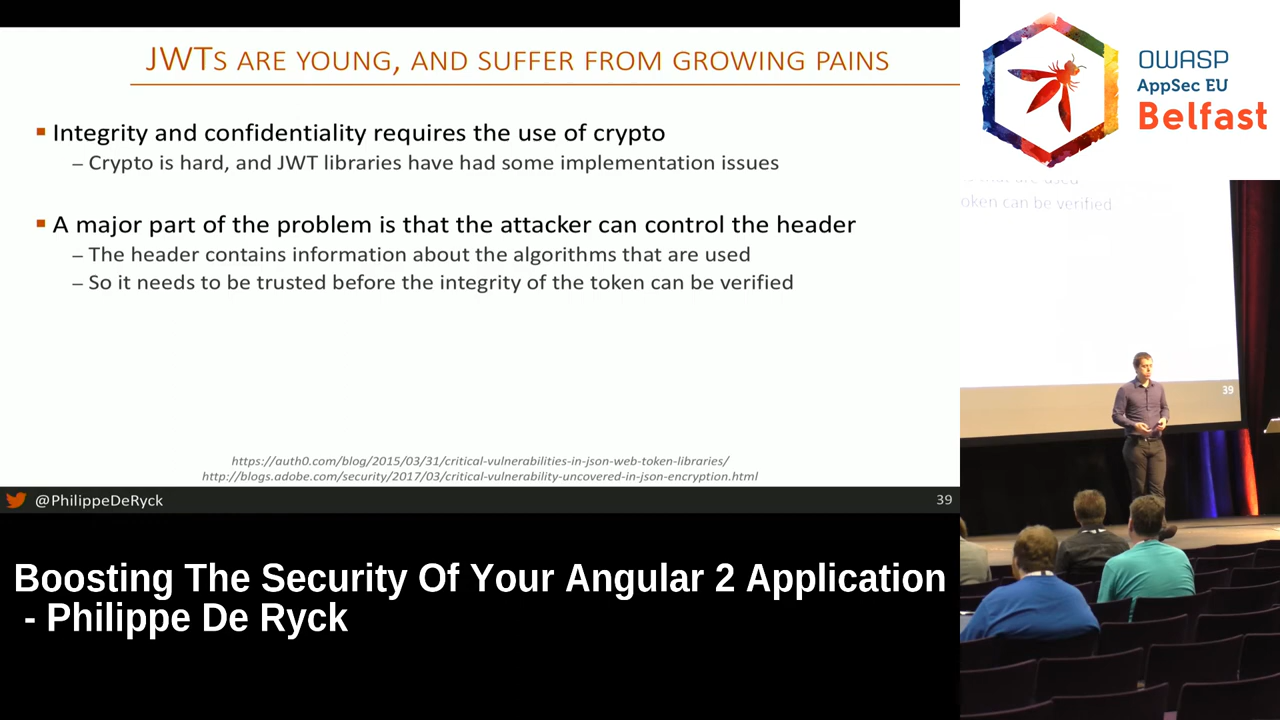 JWTS ARE YOUNG, AND SUFFER FROM GROWING PAINS
Integrity and confidentiality requires the use of crypto
– Crypto is hard, and JWT libraries have had some implementation issues
A major part of the problem is that the attacker can control the header
– The header contains information about the algorithms that are used
– So it needs to be trusted before the integrity of the token can be verified
https://auth0.com/blog/2015/03/31/critical-vulnerabilities-in-json-web-token-libraries/
http://blogs.adobe.com/security/2017/03/critical-vulnerability-uncovered-in-json-encryption.html
@PhilippeDeRyck
39
OWASP
AppSec EU
Belfast
that are used
oken can be verified
39
Boosting The Security Of Your Angular 2 Application
- Philippe De Ryck